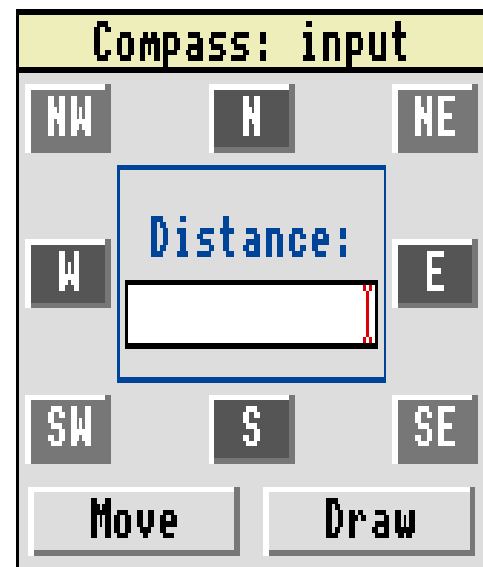 Compass: input
NW N NE
Distance:
W E
SW S SE
Move Draw